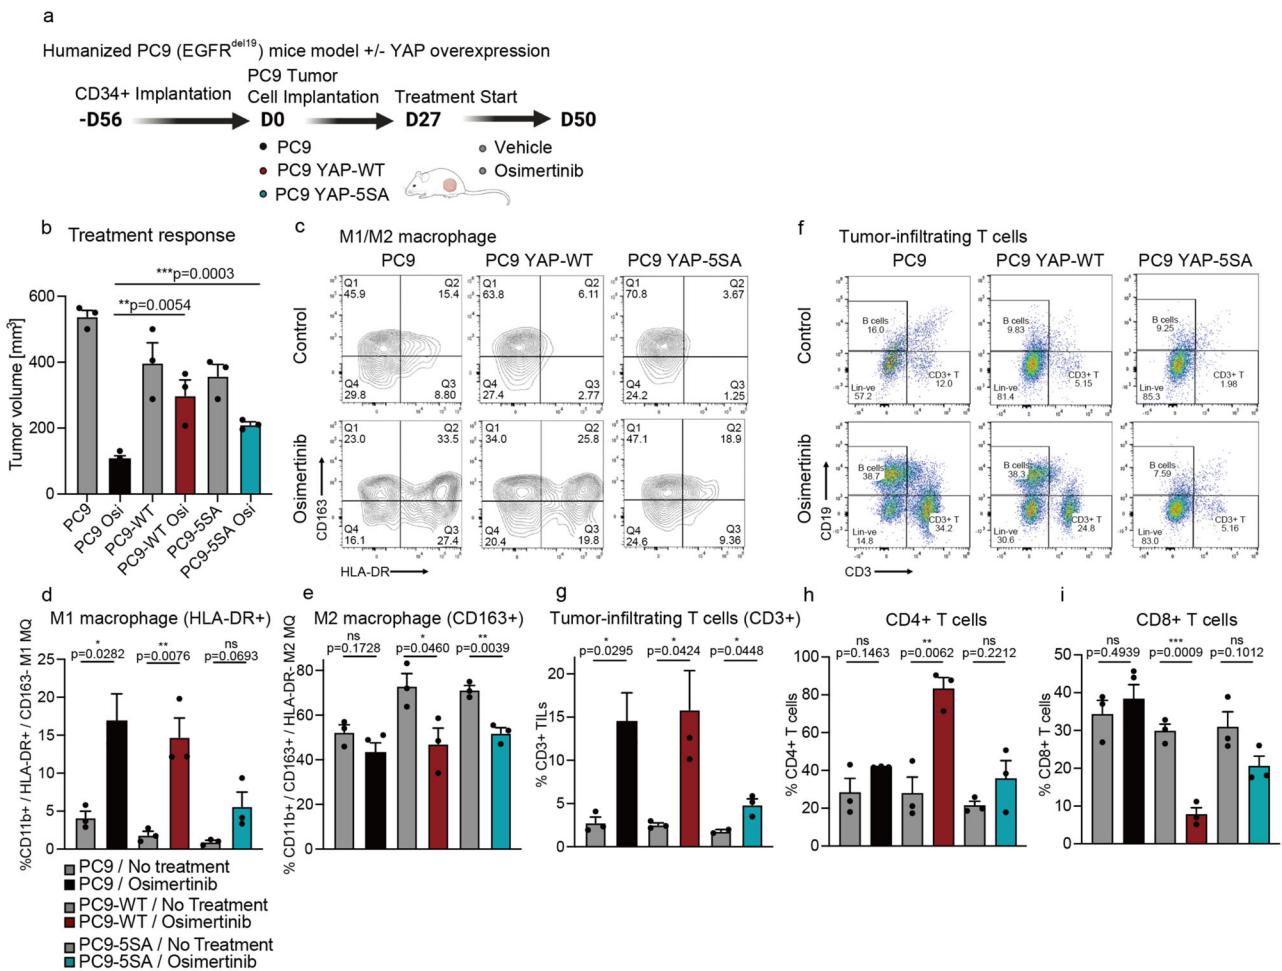 a
Humanized PC9 (EGFRdel19) mice model +/- YAP overexpression
CD34+ Implantation
PC9 Tumor
Cell Implantation
Treatment Start
-D56
D0
D27
D50
PC9
PC9 YAP-WT
PC9 YAP-5SA
Vehicle
Osimertinib
b
Treatment response
***p=0.0003
**p=0.0054
Tumor volume [mm³]
600
400
200
0
PC9
PC9 Osi
PC9-WT
PC9-WT Osi
PC9-5SA
PC9-5SA Osi
c
M1/M2 macrophage
PC9
PC9 YAP-WT
PC9 YAP-5SA
Control
Q1
45.9
Q2
15.4
Q4
29.8
Q3
8.80
Q1
63.8
Q2
6.11
Q4
27.4
Q3
2.77
Q1
70.8
Q2
3.67
Q4
24.2
Q3
1.25
Osimertinib
Q1
23.0
Q2
33.5
Q4
16.1
Q3
27.4
Q1
34.0
Q2
25.8
Q4
20.4
Q3
19.8
Q1
47.1
Q2
18.9
Q4
24.6
Q3
9.36
CD163
HLA-DR
f
Tumor-infiltrating T cells
PC9
PC9 YAP-WT
PC9 YAP-5SA
Control
B cells
16.0
CD3+ T
12.0
Lin-ve
57.2
B cells
9.83
CD3+ T
5.15
Lin-ve
81.4
B cells
9.25
CD3+ T
1.98
Lin-ve
85.3
Osimertinib
B cells
38.7
CD3+ T
34.2
Lin-ve
14.8
B cells
38.3
CD3+ T
24.8
Lin-ve
30.6
B cells
7.59
CD3+ T
5.16
Lin-ve
83.0
CD19
CD3
d
M1 macrophage (HLA-DR+)
*
p=0.0282
**
p=0.0076
ns
p=0.0693
%CD11b+ / HLA-DR+ / CD163- M1 MQ
25
20
15
10
5
0
e
M2 macrophage (CD163+)
ns
p=0.1728
*
p=0.0460
**
p=0.0039
% CD11b+ / CD163+ / HLA-DR- M2 MQ
80
60
40
20
0
g
Tumor-infiltrating T cells (CD3+)
*
p=0.0295
*
p=0.0424
*
p=0.0448
% CD3+ TILs
20
15
10
5
0
h
CD4+ T cells
ns
p=0.1463
**
p=0.0062
ns
p=0.2212
% CD4+ T cells
100
80
60
40
20
0
i
CD8+ T cells
ns
p=0.4939
***
p=0.0009
ns
p=0.1012
% CD8+ T cells
50
40
30
20
10
0
PC9 / No treatment
PC9 / Osimertinib
PC9-WT / No Treatment
PC9-WT / Osimertinib
PC9-5SA / No Treatment
PC9-5SA / Osimertinib